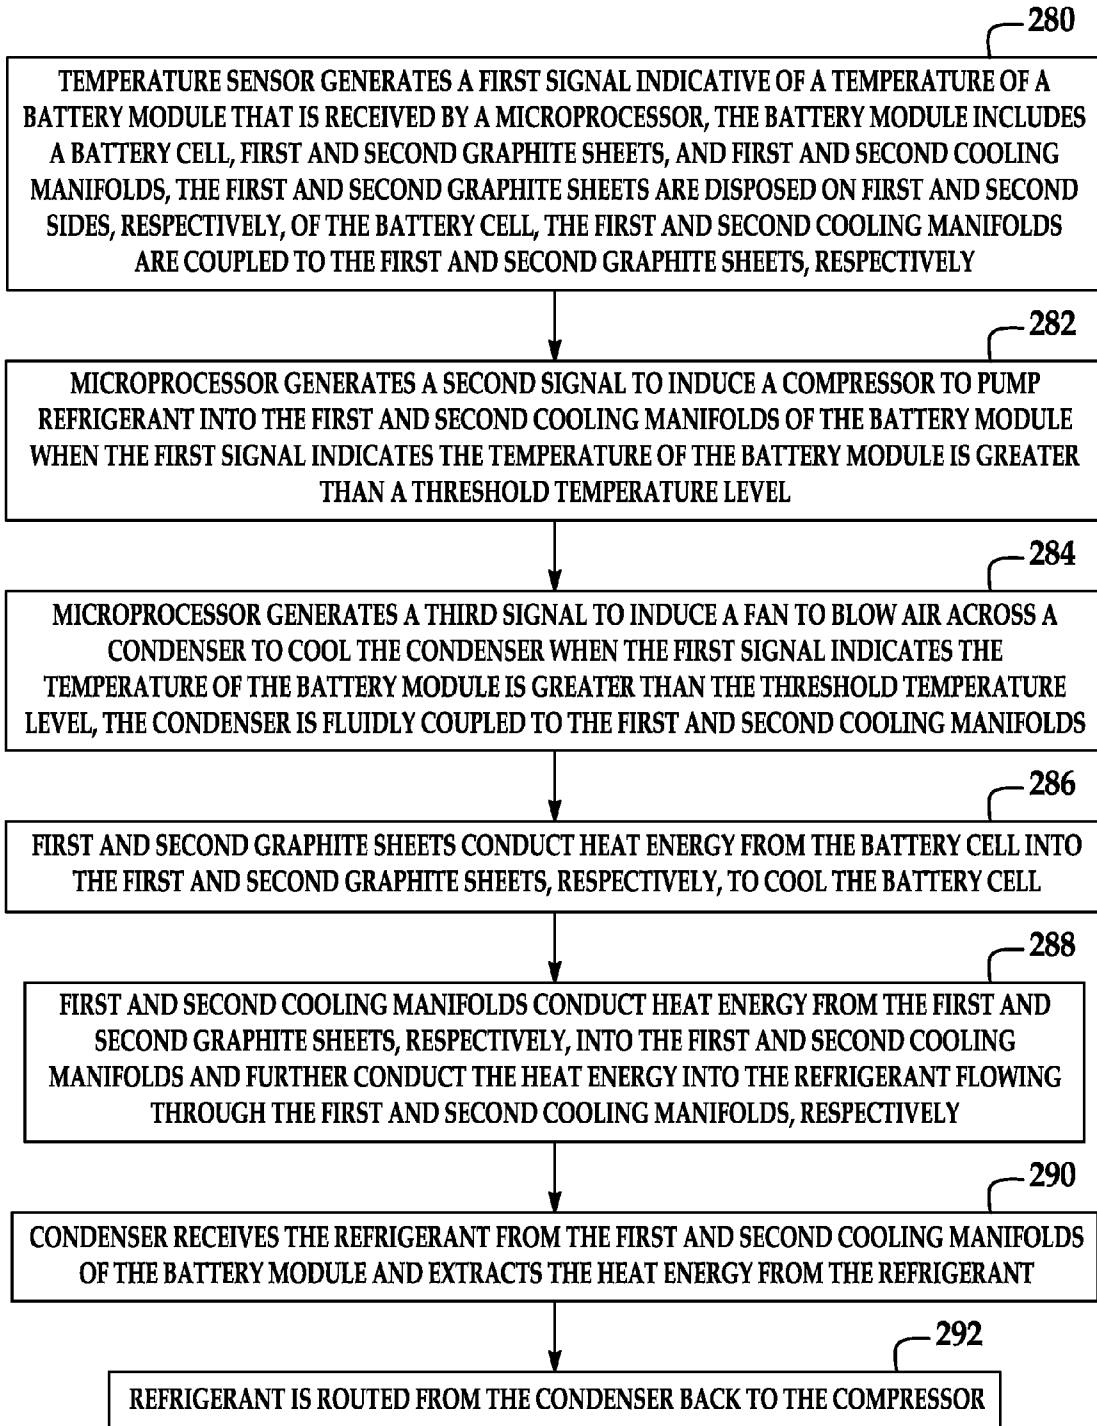 280
TEMPERATURE SENSOR GENERATES A FIRST SIGNAL INDICATIVE OF A TEMPERATURE OF A
BATTERY MODULE THAT IS RECEIVED BY A MICROPROCESSOR, THE BATTERY MODULE INCLUDES
A BATTERY CELL, FIRST AND SECOND GRAPHITE SHEETS, AND FIRST AND SECOND COOLING
MANIFOLDS, THE FIRST AND SECOND GRAPHITE SHEETS ARE DISPOSED ON FIRST AND SECOND
SIDES, RESPECTIVELY, OF THE BATTERY CELL, THE FIRST AND SECOND COOLING MANIFOLDS
ARE COUPLED TO THE FIRST AND SECOND GRAPHITE SHEETS, RESPECTIVELY
282
MICROPROCESSOR GENERATES A SECOND SIGNAL TO INDUCE A COMPRESSOR TO PUMP
REFRIGERANT INTO THE FIRST AND SECOND COOLING MANIFOLDS OF THE BATTERY MODULE
WHEN THE FIRST SIGNAL INDICATES THE TEMPERATURE OF THE BATTERY MODULE IS GREATER
THAN A THRESHOLD TEMPERATURE LEVEL
284
MICROPROCESSOR GENERATES A THIRD SIGNAL TO INDUCE A FAN TO BLOW AIR ACROSS A
CONDENSER TO COOL THE CONDENSER WHEN THE FIRST SIGNAL INDICATES THE
TEMPERATURE OF THE BATTERY MODULE IS GREATER THAN THE THRESHOLD TEMPERATURE
LEVEL, THE CONDENSER IS FLUIDLY COUPLED TO THE FIRST AND SECOND COOLING MANIFOLDS
286
FIRST AND SECOND GRAPHITE SHEETS CONDUCT HEAT ENERGY FROM THE BATTERY CELL INTO
THE FIRST AND SECOND GRAPHITE SHEETS, RESPECTIVELY, TO COOL THE BATTERY CELL
288
FIRST AND SECOND COOLING MANIFOLDS CONDUCT HEAT ENERGY FROM THE FIRST AND
SECOND GRAPHITE SHEETS, RESPECTIVELY, INTO THE FIRST AND SECOND COOLING
MANIFOLDS AND FURTHER CONDUCT THE HEAT ENERGY INTO THE REFRIGERANT FLOWING
THROUGH THE FIRST AND SECOND COOLING MANIFOLDS, RESPECTIVELY
290
CONDENSER RECEIVES THE REFRIGERANT FROM THE FIRST AND SECOND COOLING MANIFOLDS
OF THE BATTERY MODULE AND EXTRACTS THE HEAT ENERGY FROM THE REFRIGERANT
292
REFRIGERANT IS ROUTED FROM THE CONDENSER BACK TO THE COMPRESSOR